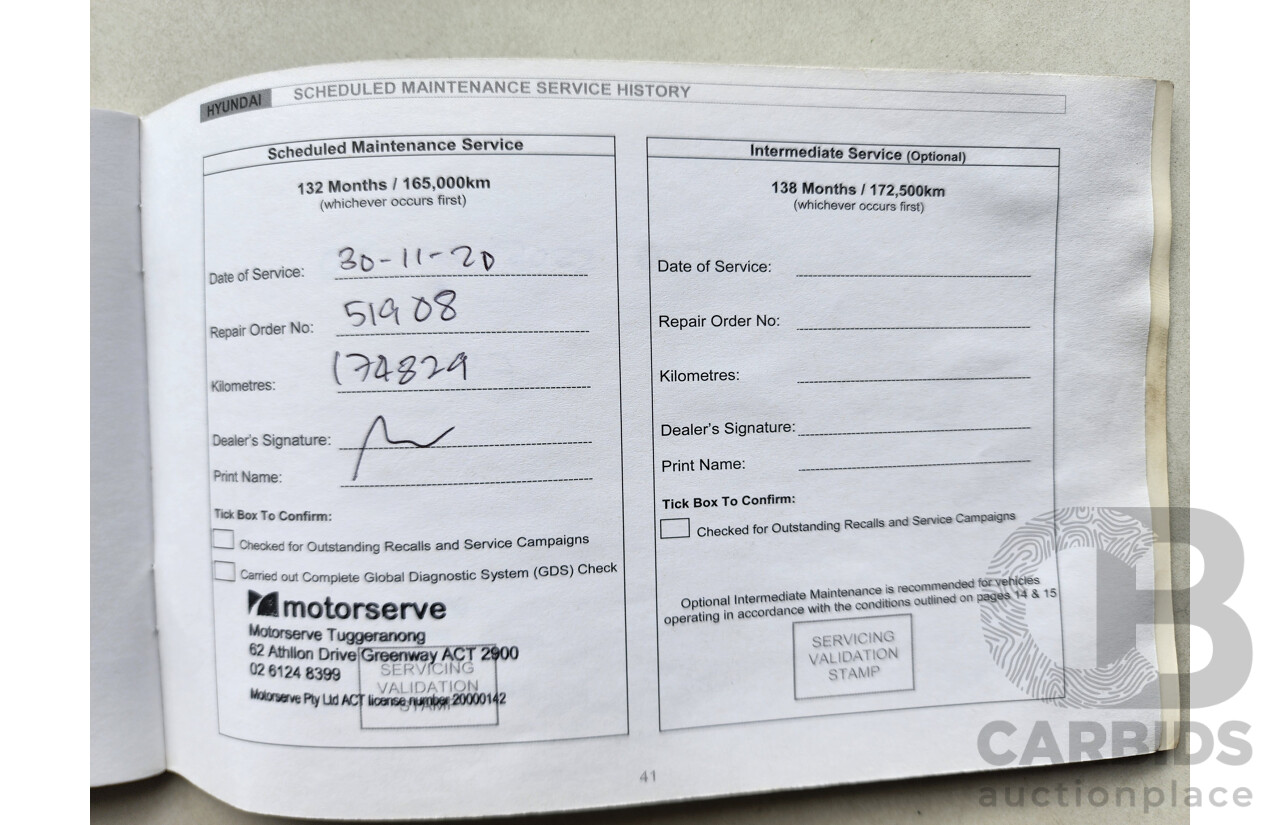 HYUNDAI
SCHEDULED MAINTENANCE SERVICE HISTORY
Scheduled Maintenance Service
132 Months / 165,000km
(whichever occurs first)
Date of Service: 30-11-20
Repair Order No: 51908
Kilometres: 174829
Dealer's Signature:
Print Name:
Tick Box To Confirm:
Checked for Outstanding Recalls and Service Campaigns
Carried out Complete Global Diagnostic System (GDS) Check
motorserve
Motorserve Tuggeranong
62 Athllon Drive Greenway ACT 2900
02 6124 8399
Motorserve Pty Ltd ACT license number 20000142
SERVICING
VALIDATION
STAMP
Intermediate Service (Optional)
138 Months / 172,500km
(whichever occurs first)
Date of Service:
Repair Order No:
Kilometres:
Dealer's Signature:
Print Name:
Tick Box To Confirm:
Checked for Outstanding Recalls and Service Campaigns
Optional Intermediate Maintenance is recommended for vehicles
operating in accordance with the conditions outlined on pages 14 & 15
SERVICING
VALIDATION
STAMP
41
CB
CARBIDS
auctionplace